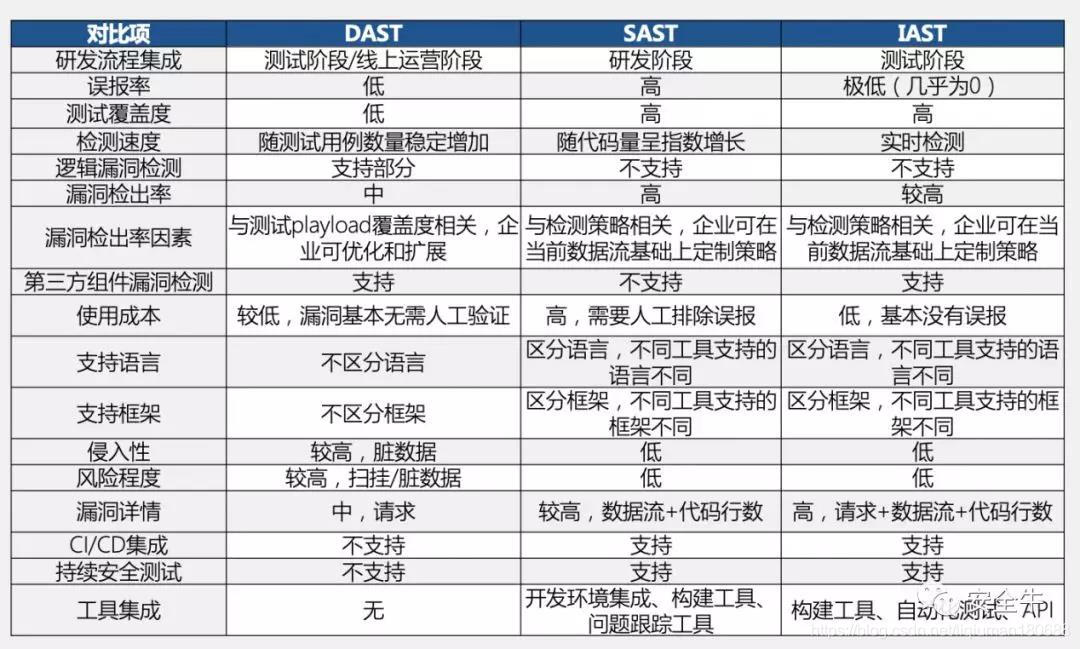 对比项 DAST SAST IAST
研发流程集成 测试阶段/线上运营阶段 研发阶段 测试阶段
误报率 低 高 极低（几乎为0）
测试覆盖度 低 高 高
检测速度 随测试用例数量稳定增加 随代码量呈指数增长 实时检测
逻辑漏洞检测 支持部分 不支持 不支持
漏洞检出率 中 高 较高
漏洞检出率因素 与测试playload覆盖度相关，企 与检测策略相关，企业可在 与检测策略相关，企业可在当
业可优化和扩展 当前数据流基础上定制策略 前数据流基础上定制策略
第三方组件漏洞检测 支持 不支持 支持
使用成本 较低，漏洞基本无需人工验证 高，需要人工排除误报 低，基本没有误报
支持语言 不区分语言 区分语言，不同工具支持的 区分语言，不同工具支持的语
语言不同 言不同
支持框架 不区分框架 区分框架，不同工具支持的 区分框架，不同工具支持的框
框架不同 架不同
侵入性 较高，脏数据 低 低
风险程度 较高，扫挂/脏数据 低 低
漏洞详情 中，请求 较高，数据流+代码行数 高，请求+数据流+代码行数
CI/CD集成 不支持 支持 支持
持续安全测试 不支持 支持 支持
工具集成 无 开发环境集成、构建工具、 构建工具、自动化测试、API
问题跟踪工具
安全牛
https://blog.csdn.net/liqiuman180688